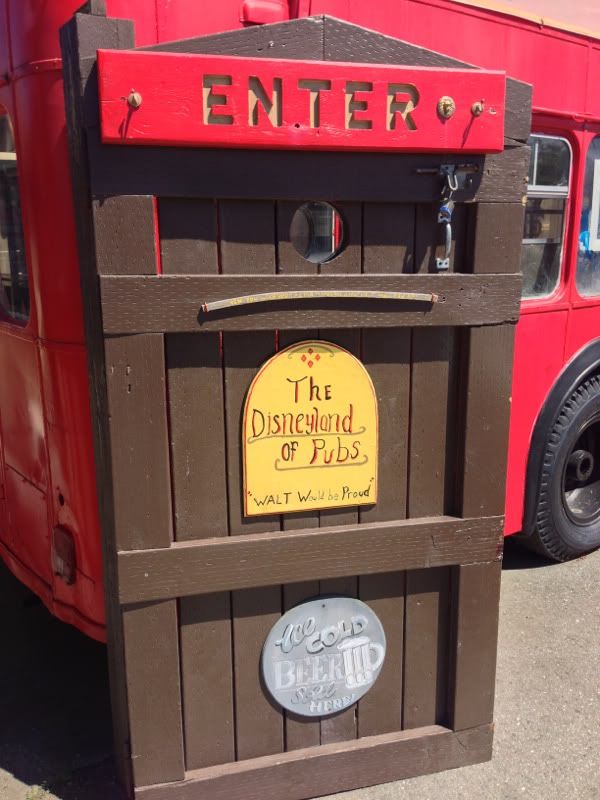 ENTER
The
Disneyland
of Pubs
"WALT Would be Proud"
Ice
COLD
BEER
Sold
HERE!